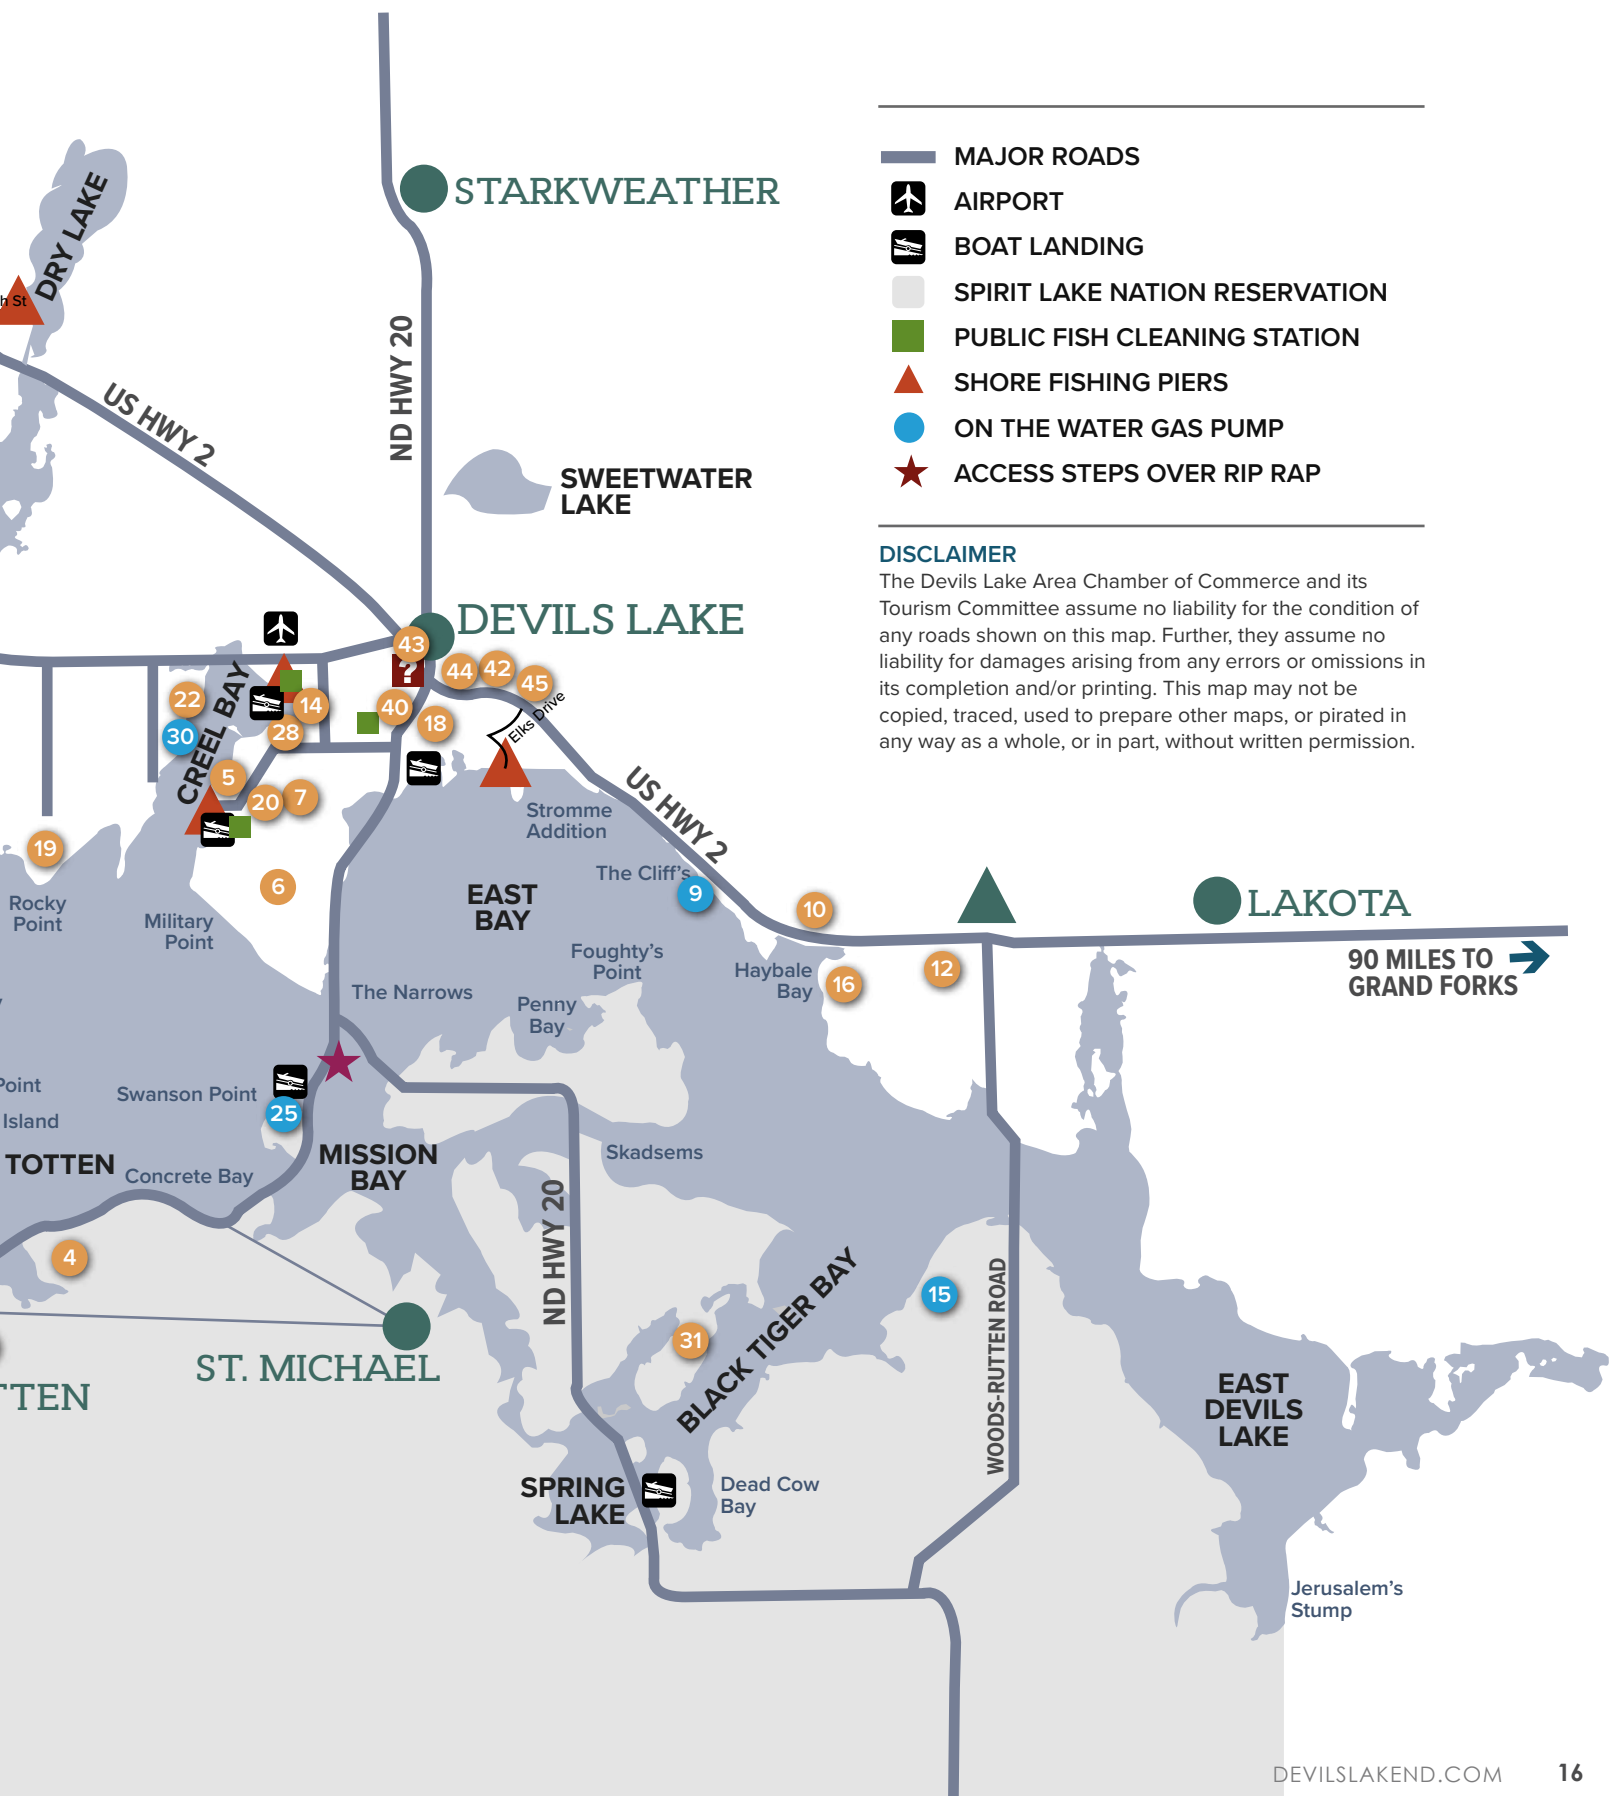 MAJOR ROADS
AIRPORT
BOAT LANDING
SPIRIT LAKE NATION RESERVATION
PUBLIC FISH CLEANING STATION
SHORE FISHING PIERS
ON THE WATER GAS PUMP
ACCESS STEPS OVER RIP RAP
DISCLAIMER
The Devils Lake Area Chamber of Commerce and its
Tourism Committee assume no liability for the condition of
any roads shown on this map. Further, they assume no
liability for damages arising from any errors or omissions in
its completion and/or printing. This map may not be
copied, traced, used to prepare other maps, or pirated in
any way as a whole, or in part, without written permission.
STARKWEATHER
DRY LAKE
h St
US HWY 2
ND HWY 20
SWEETWATER
LAKE
DEVILS LAKE
43
?
44
42
45
Elks Drive
22
14
40
18
30
28
CREEL BAY
5
20
7
19
6
Stromme
Addition
US HWY 2
The Cliff's
9
EAST
BAY
10
LAKOTA
Rocky
Point
Military
Point
Foughty's
Point
Haybale
Bay
16
12
90 MILES TO
GRAND FORKS
The Narrows
Penny
Bay
Point
Island
Swanson Point
25
TOTTEN
Concrete Bay
MISSION
BAY
Skadsems
ND HWY 20
4
BLACK TIGER BAY
15
WOODS-RUTTEN ROAD
31
ST. MICHAEL
TTEN
EAST
DEVILS
LAKE
SPRING
LAKE
Dead Cow
Bay
Jerusalem's
Stump
DEVILSLAKEND.COM 16